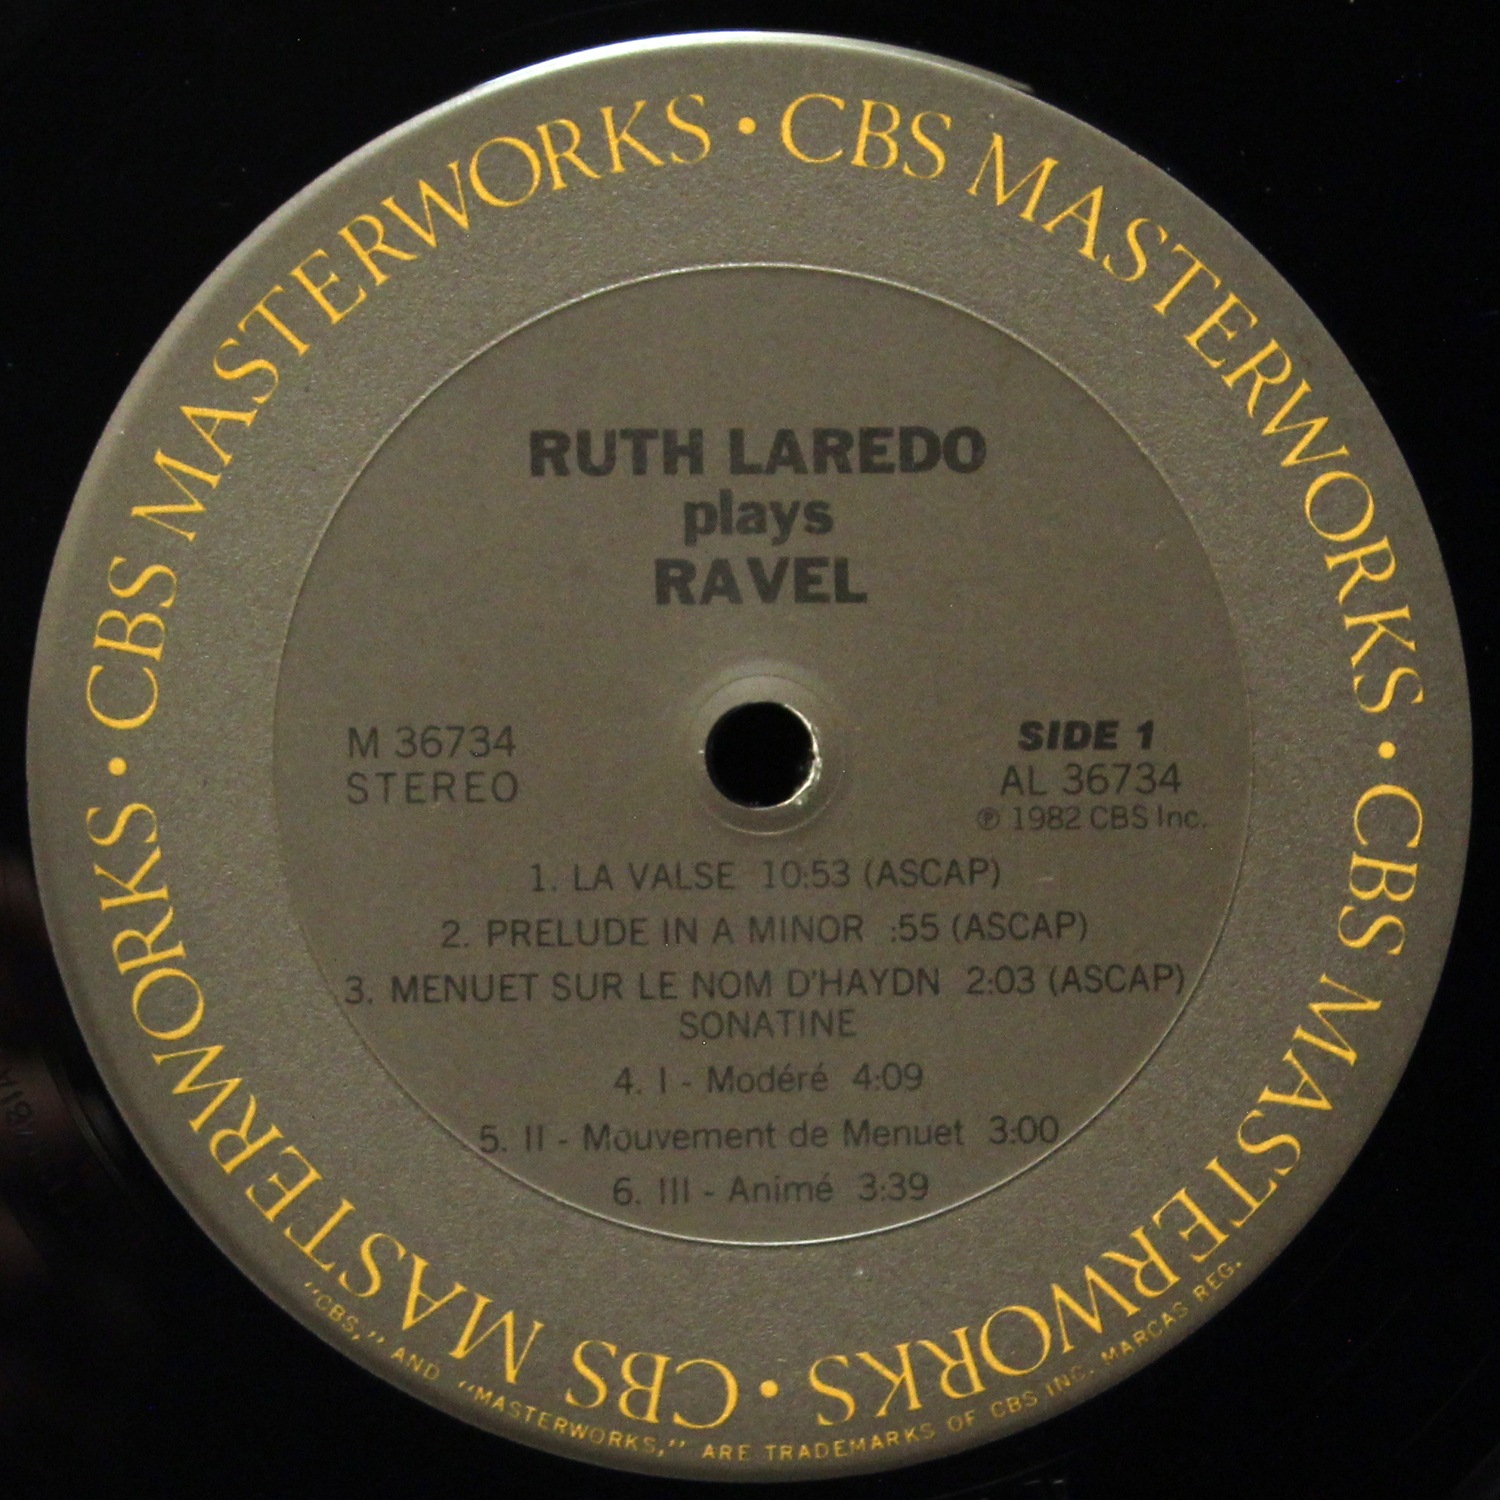 CBS MASTERWORKS · CBS MASTERWORKS · CBS MASTERWORKS · CBS MASTERWORKS ·
RUTH LAREDO
plays
RAVEL
M 36734
STEREO
SIDE 1
AL 36734
℗ 1982 CBS Inc.
1. LA VALSE 10:53 (ASCAP)
2. PRELUDE IN A MINOR :55 (ASCAP)
3. MENUET SUR LE NOM D'HAYDN 2:03 (ASCAP)
SONATINE
4. I - Modéré 4:09
5. II - Mouvement de Menuet 3:00
6. III - Animé 3:39
"CBS," AND "MASTERWORKS," ARE TRADEMARKS OF CBS INC. MARCAS REG.